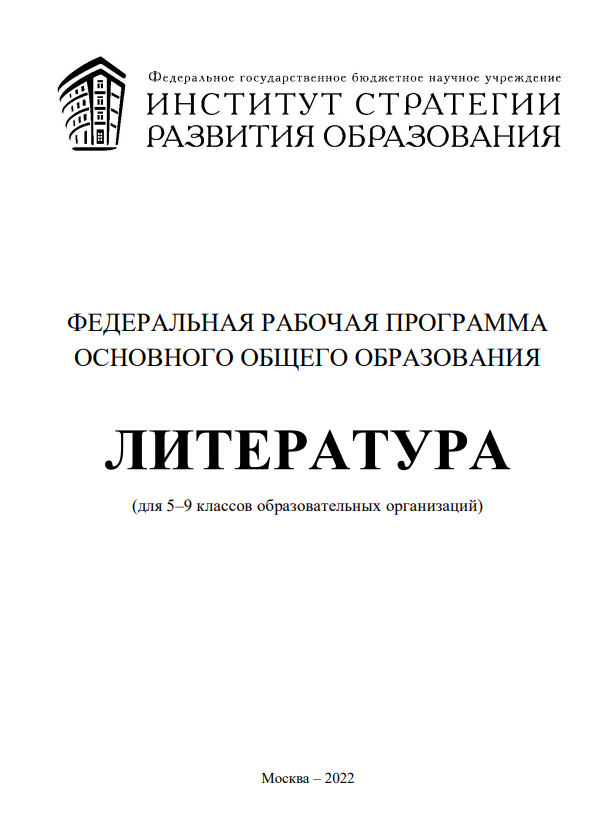 Федеральное государственное бюджетное научное учреждение
ИНСТИТУТ СТРАТЕГИИ
РАЗВИТИЯ ОБРАЗОВАНИЯ
ФЕДЕРАЛЬНАЯ РАБОЧАЯ ПРОГРАММА
ОСНОВНОГО ОБЩЕГО ОБРАЗОВАНИЯ
ЛИТЕРАТУРА
(для 5–9 классов образовательных организаций)
Москва – 2022